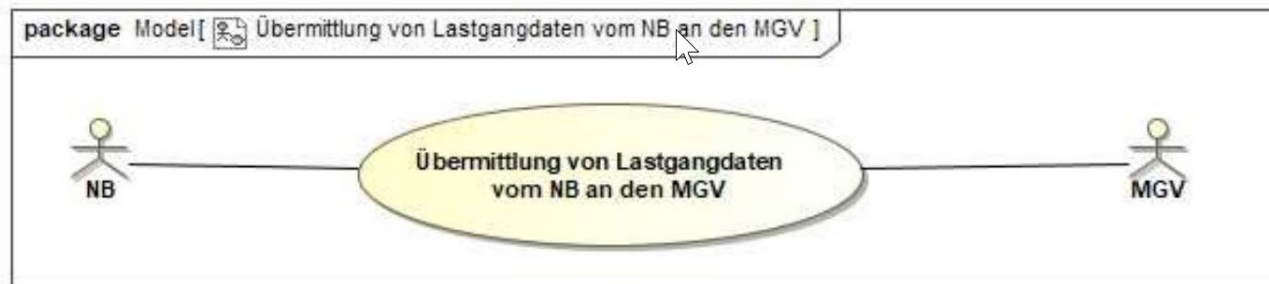 package Model[ Übermittlung von Lastgangdaten vom NB an den MGV ]
Übermittlung von Lastgangdaten
vom NB an den MGV
NB
MGV